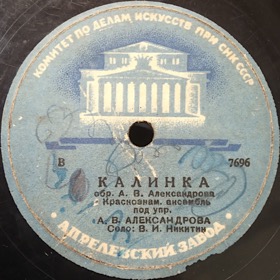 КОМИТЕТ ПО ДЕЛАМ ИСКУССТВ ПРИ СНК СССР
В 7696
КАЛИНКА
обр. А. В. Александрова
Краснознам. ансамбль
под упр.
А. В. АЛЕКСАНДРОВА
Соло: В. И. Никитин
АПРЕЛЕВСКИЙ ЗАВОД